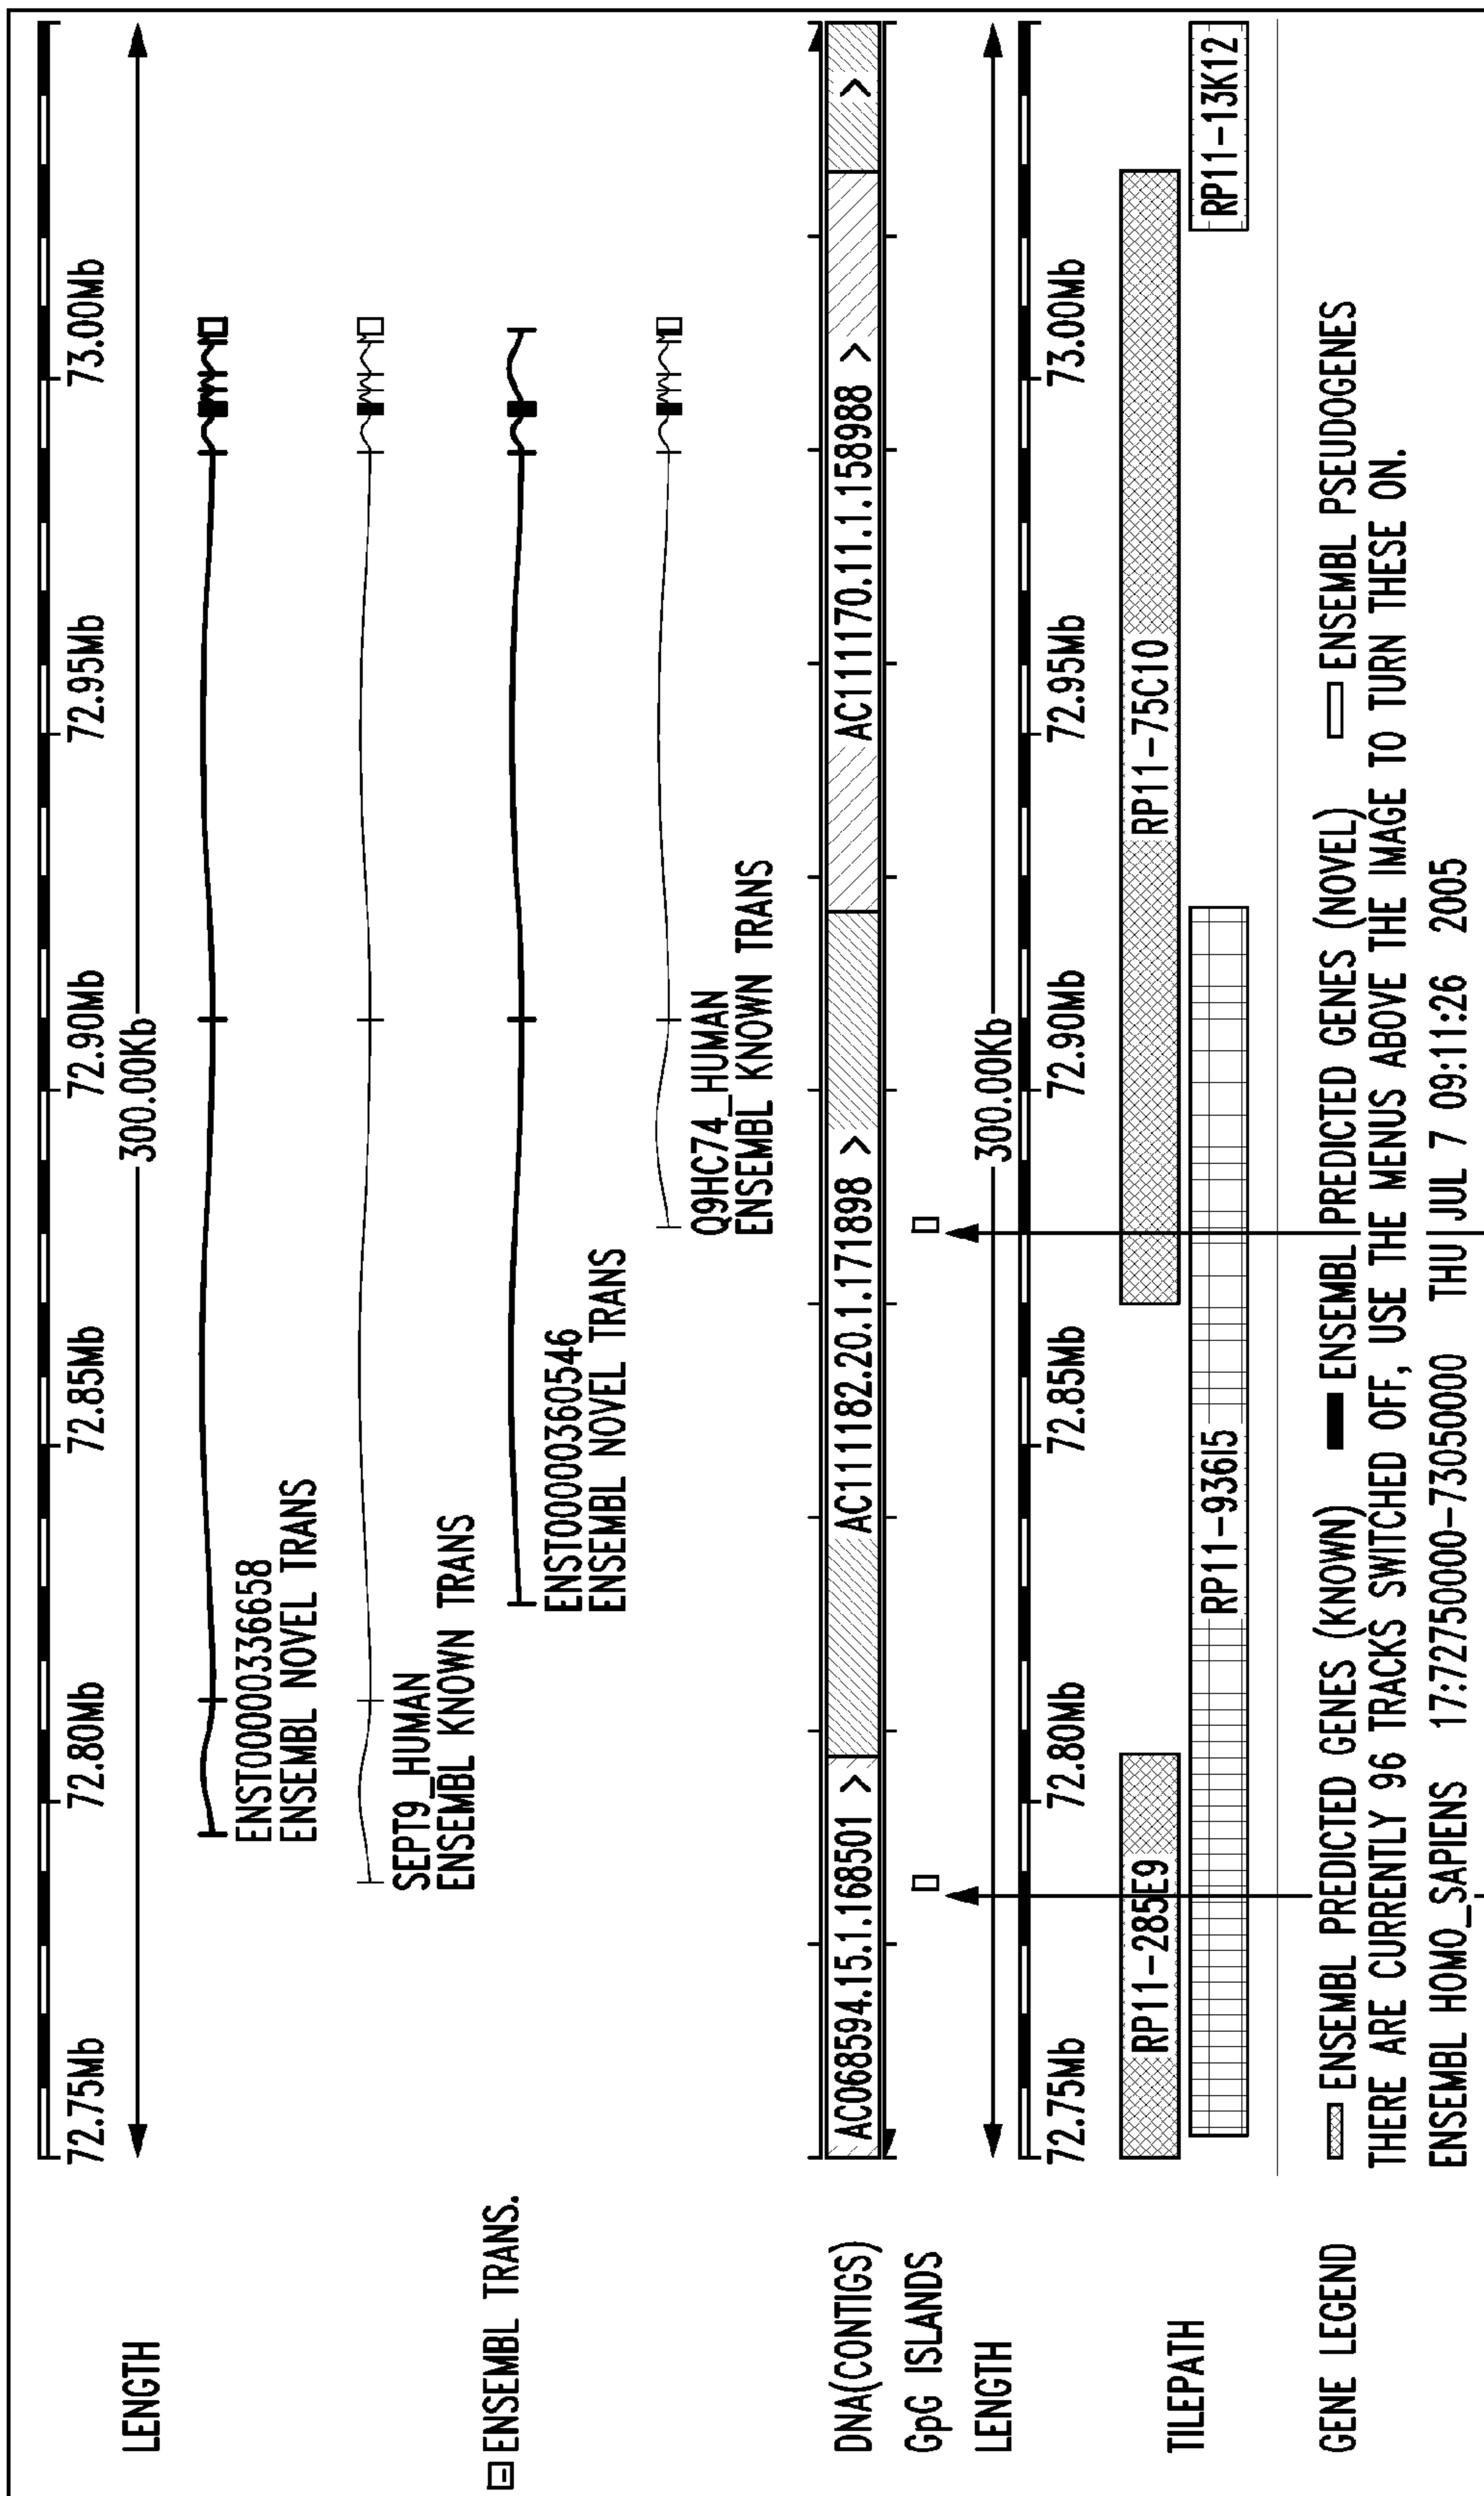 72.75Mb 72.80Mb 72.85Mb 72.90Mb 72.95Mb 73.00Mb
LENGTH 300.00Kb
ENST00000336658
ENSEMBL NOVEL TRANS
SEPT9_HUMAN
ENSEMBL KNOWN TRANS
ENSEMBL TRANS.
ENST00000360546
ENSEMBL NOVEL TRANS
Q9HC74_HUMAN
ENSEMBL KNOWN TRANS
DNA(CONTIGS) AC068594.15.1.168501 > AC111182.20.1.171898 > AC111170.11.1.158988 > >
GpG ISLANDS
LENGTH 300.00Kb
72.75Mb 72.80Mb 72.85Mb 72.90Mb 72.95Mb 73.00Mb
RP11-285E9 RP11-75C10
TILEPATH
RP11-936I5 RP11-13K12
GENE LEGEND ENSEMBL PREDICTED GENES (KNOWN) ENSEMBL PREDICTED GENES (NOVEL) ENSEMBL PSEUDOGENES
THERE ARE CURRENTLY 96 TRACKS SWITCHED OFF, USE THE MENUS ABOVE THE IMAGE TO TURN THESE ON.
ENSEMBL HOMO_SAPIENS 17:72750000-73050000 THU JUL 7 09:11:26 2005